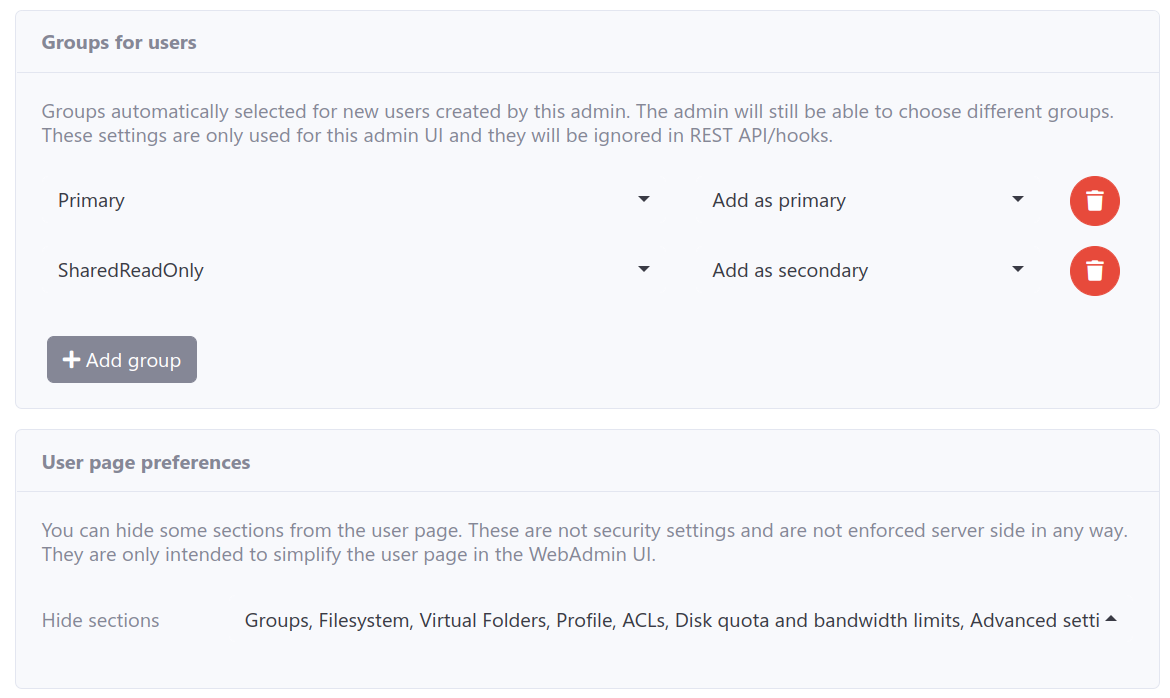 Groups for users
Groups automatically selected for new users created by this admin. The admin will still be able to choose different groups.
These settings are only used for this admin UI and they will be ignored in REST API/hooks.
Primary Add as primary
SharedReadOnly Add as secondary
Add group
User page preferences
You can hide some sections from the user page. These are not security settings and are not enforced server side in any way.
They are only intended to simplify the user page in the WebAdmin UI.
Hide sections Groups, Filesystem, Virtual Folders, Profile, ACLs, Disk quota and bandwidth limits, Advanced setti